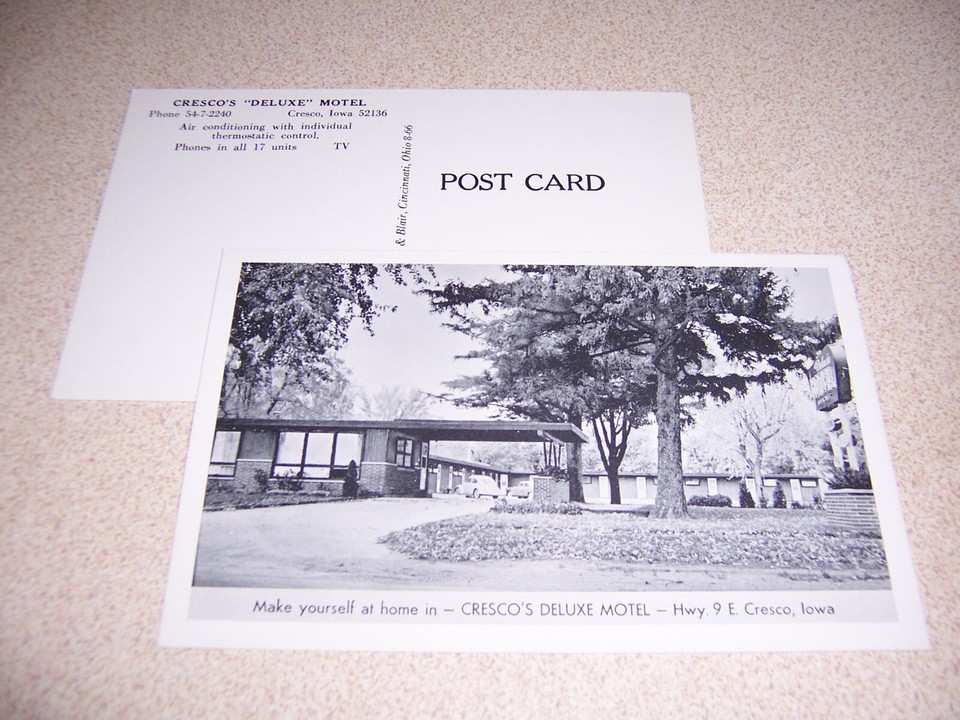 CRESCO'S "DELUXE" MOTEL
Phone 54-7-2240 Cresco, Iowa 52136
Air conditioning with individual
thermostatic control.
Phones in all 17 units TV
& Blair, Cincinnati, Ohio 8-66
POST CARD
Make yourself at home in — CRESCO'S DELUXE MOTEL — Hwy. 9 E. Cresco, Iowa